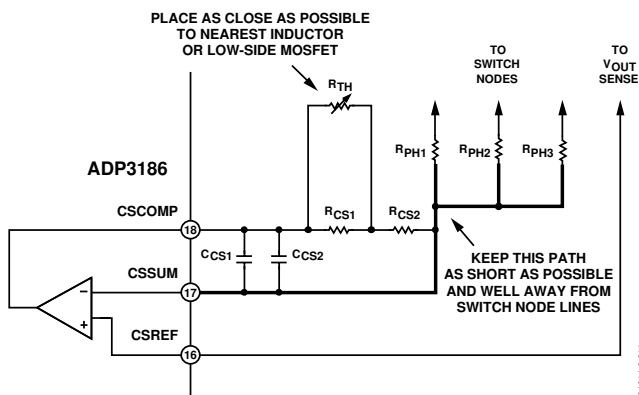 PLACE AS CLOSE AS POSSIBLE
TO NEAREST INDUCTOR
OR LOW-SIDE MOSFET
TO
SWITCH
NODES
TO
VOUT
SENSE
RTH
RPH1
RPH2
RPH3
ADP3186
CSCOMP
18
RCS1
RCS2
CCS1
CCS2
KEEP THIS PATH
AS SHORT AS POSSIBLE
AND WELL AWAY FROM
SWITCH NODE LINES
CSSUM
17
–
+
CSREF
16